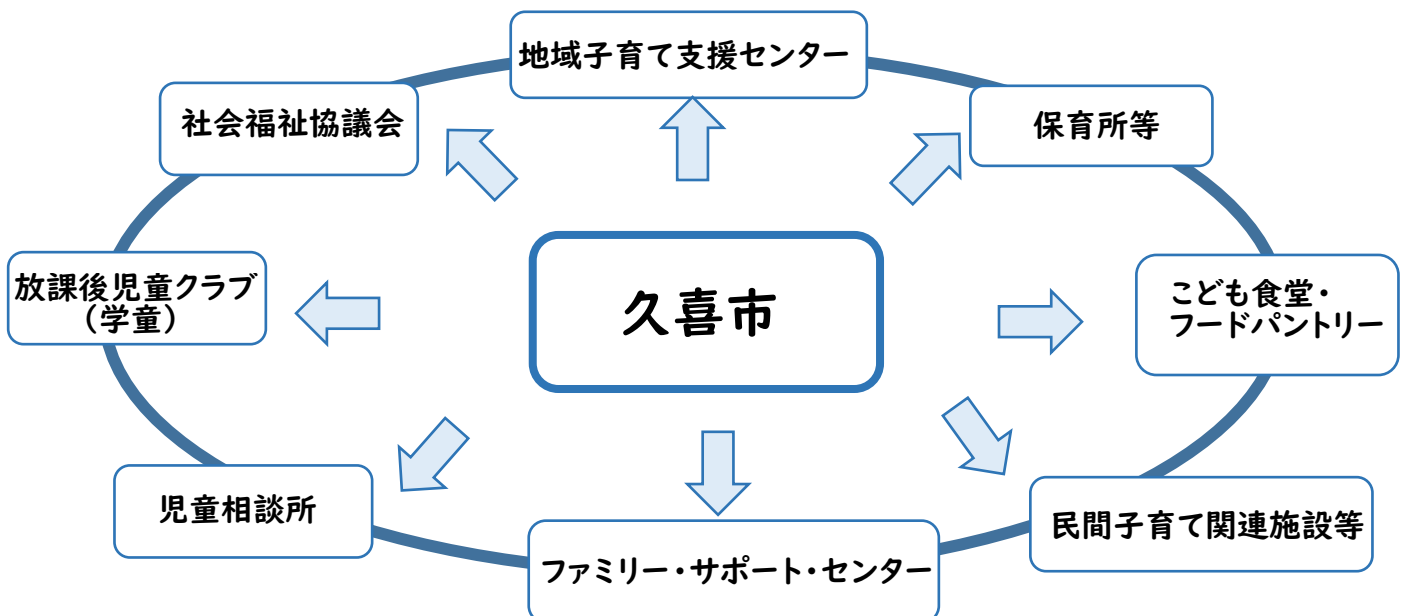 地域子育て支援センター
社会福祉協議会
保育所等
放課後児童クラブ
(学童)
久喜市
こども食堂・
フードパントリー
児童相談所
民間子育て関連施設等
ファミリー・サポート・センター